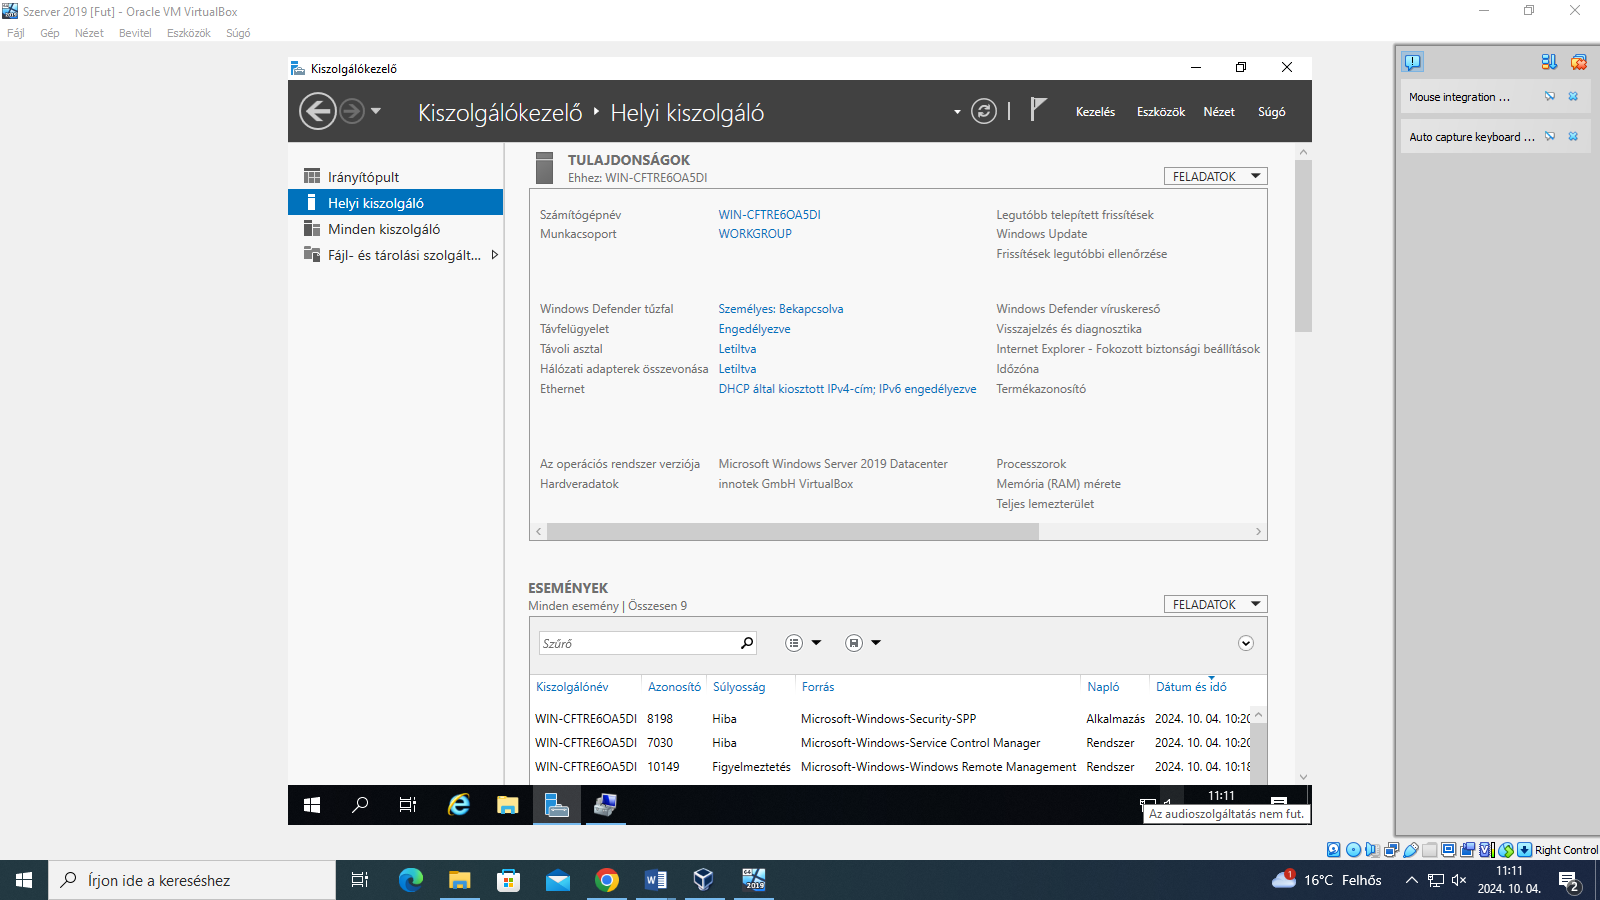 Szerver 2019 [Fut] - Oracle VM VirtualBox
Fájl Gép Nézet Bevitel Eszközök Súgó
Kiszolgálókezelő
Kiszolgálókezelő Helyi kiszolgáló
Kezelés Eszközök Nézet Súgó
Irányítópult
Helyi kiszolgáló
Minden kiszolgáló
Fájl- és tárolási szolgált...
TULAJDONSÁGOK
Ehhez: WIN-CFTRE6OA5DI
FELADATOK
Számítógépnév WIN-CFTRE6OA5DI Legutóbb telepített frissítések
Munkacsoport WORKGROUP Windows Update
Frissítések legutóbbi ellenőrzése
Windows Defender tűzfal Személyes: Bekapcsolva Windows Defender víruskereső
Távfelügyelet Engedélyezve Visszajelzés és diagnosztika
Távoli asztal Letiltva Internet Explorer - Fokozott biztonsági beállítások
Hálózati adapterek összevonása Letiltva Időzóna
Ethernet DHCP által kiosztott IPv4-cím; IPv6 engedélyezve Termékazonosító
Az operációs rendszer verziója Microsoft Windows Server 2019 Datacenter Processzorok
Hardveradatok innotek GmbH VirtualBox Memória (RAM) mérete
Teljes lemezterület
ESEMÉNYEK
Minden esemény | Összesen 9
FELADATOK
Szűrő
Kiszolgálónév Azonosító Súlyosság Forrás Napló Dátum és idő
WIN-CFTRE6OA5DI 8198 Hiba Microsoft-Windows-Security-SPP Alkalmazás 2024. 10. 04. 10:20
WIN-CFTRE6OA5DI 7030 Hiba Microsoft-Windows-Service Control Manager Rendszer 2024. 10. 04. 10:20
WIN-CFTRE6OA5DI 10149 Figyelmeztetés Microsoft-Windows-Windows Remote Management Rendszer 2024. 10. 04. 10:18
11:11
Az audioszolgáltatás nem fut.
Mouse integration ...
Auto capture keyboard ...
Right Control
Írjon ide a kereséshez
2019
1
16°C Felhős
11:11
2024. 10. 04.
2